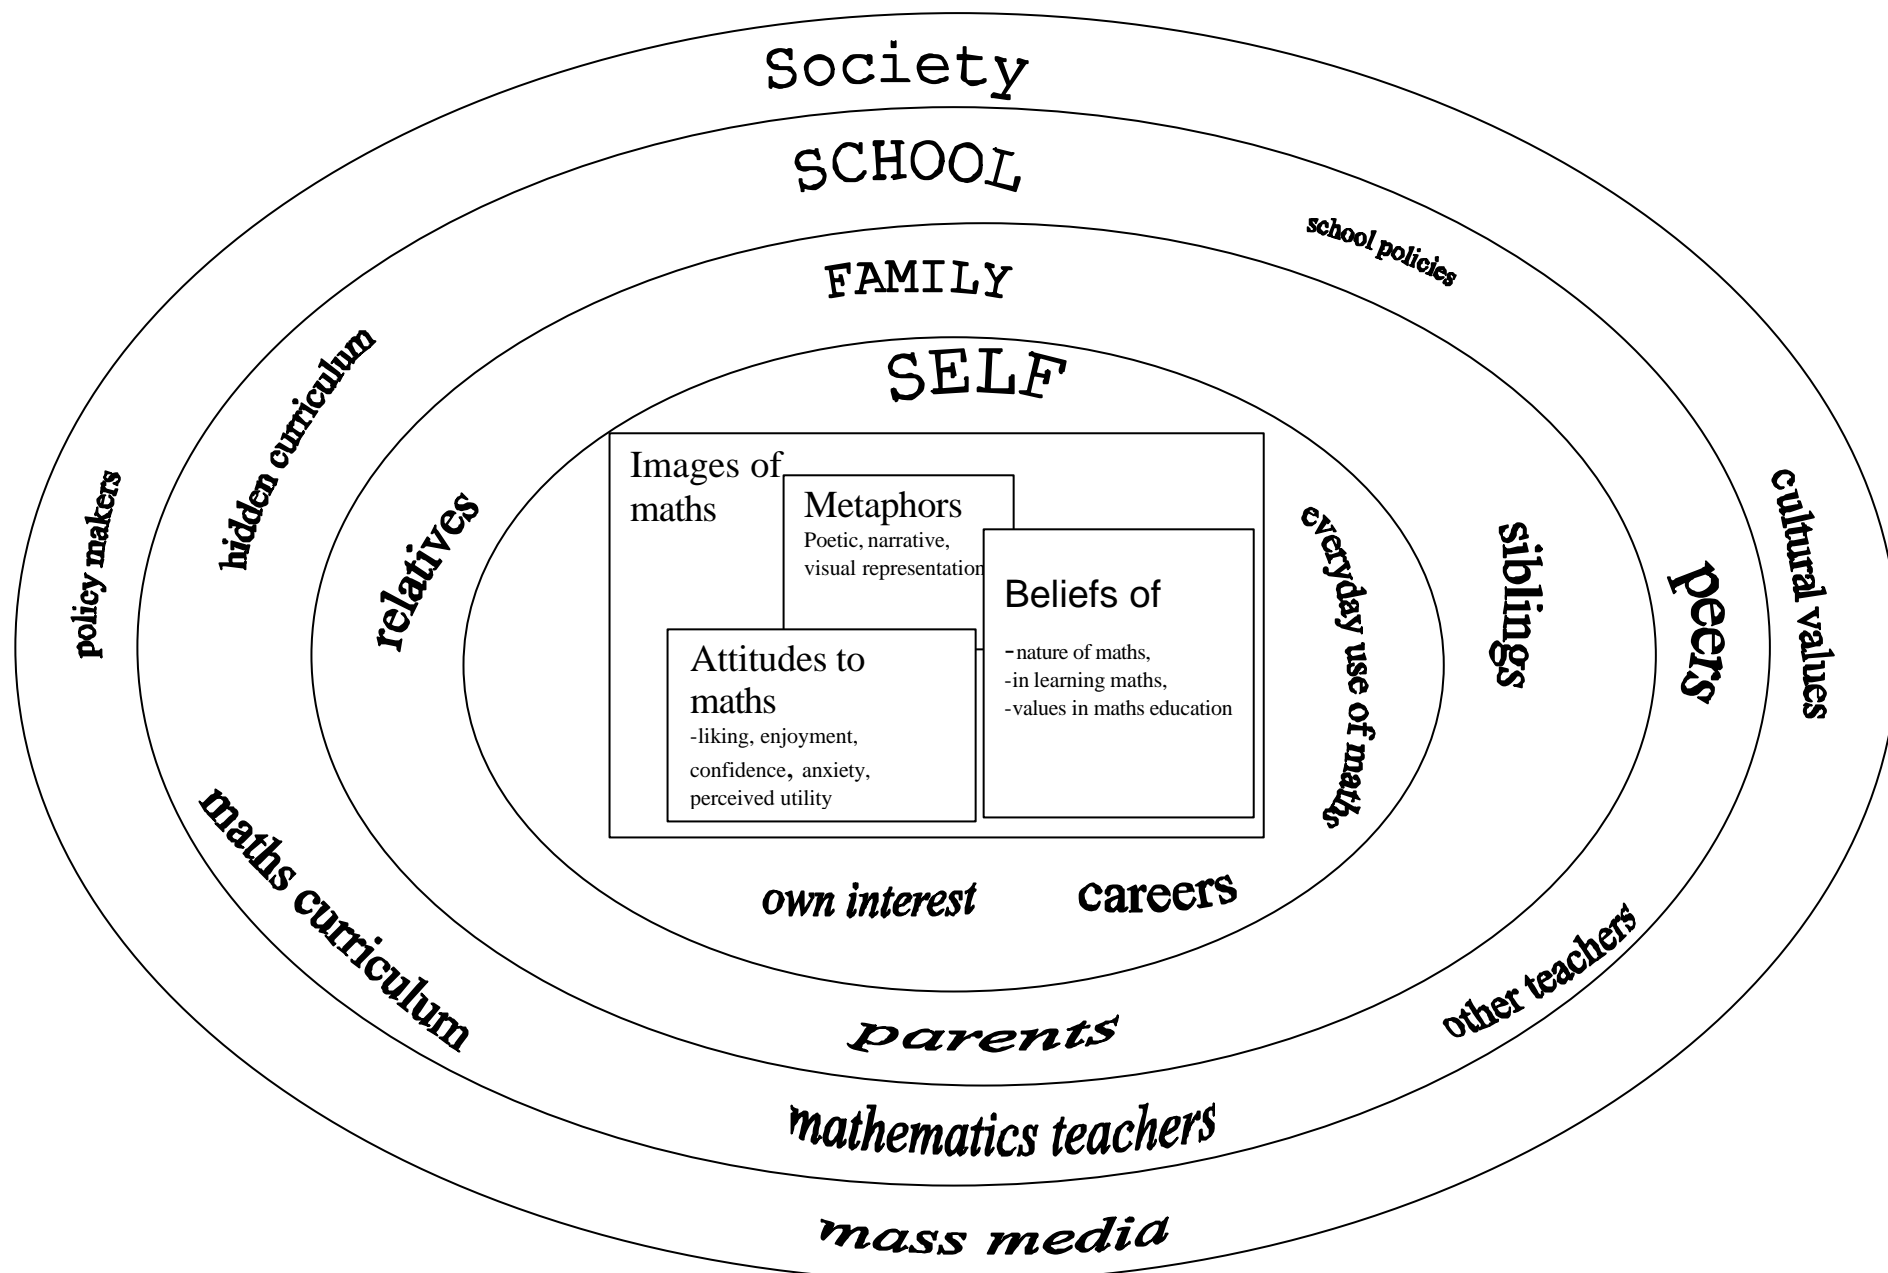 Society
SCHOOL
school policies
FAMILY
SELF
hidden curriculum
policy makers
relatives
Images of
maths
Metaphors
Poetic, narrative,
visual representation
Beliefs of
-nature of maths,
-in learning maths,
-values in maths education
Attitudes to
maths
-liking, enjoyment,
confidence, anxiety,
perceived utility
everyday use of maths
siblings
peers
cultural values
own interest
careers
maths curriculum
other teachers
parents
mathematics teachers
mass media